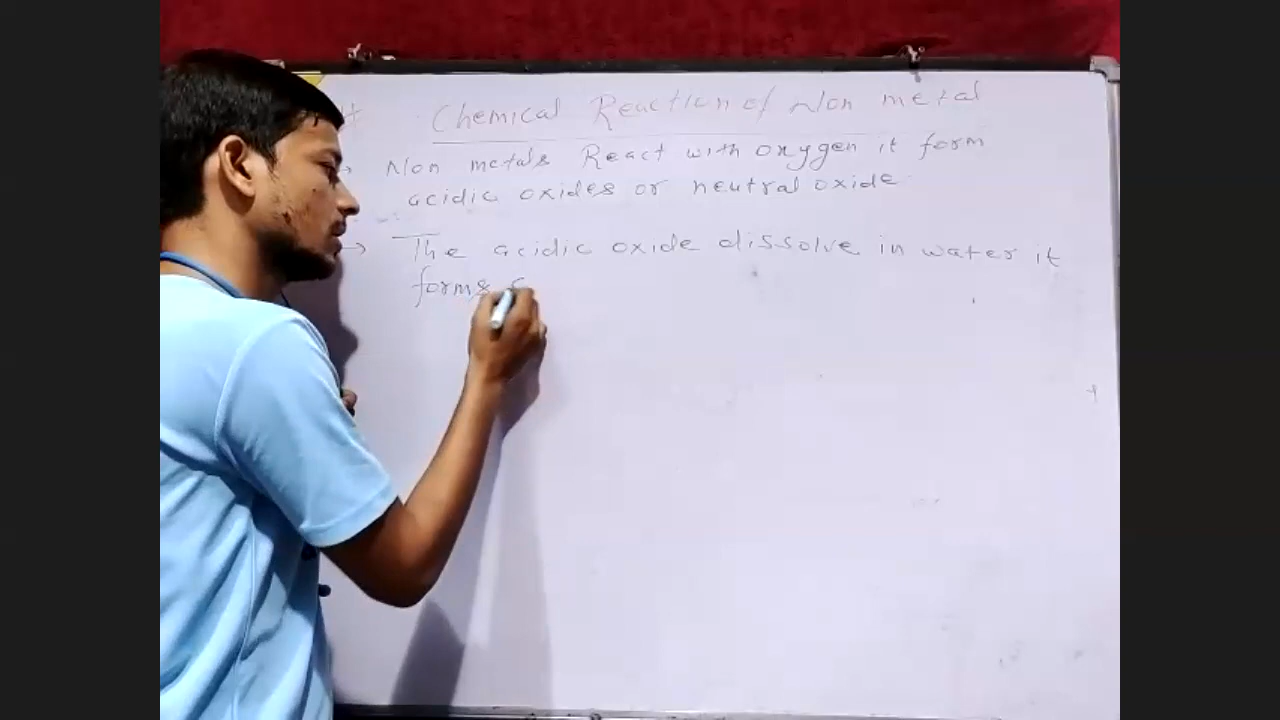 # Chemical Reaction of Non metal
→ Non metals React with oxygen it form
acidic oxides or neutral oxide
→ The acidic oxide dissolve in water it
forms